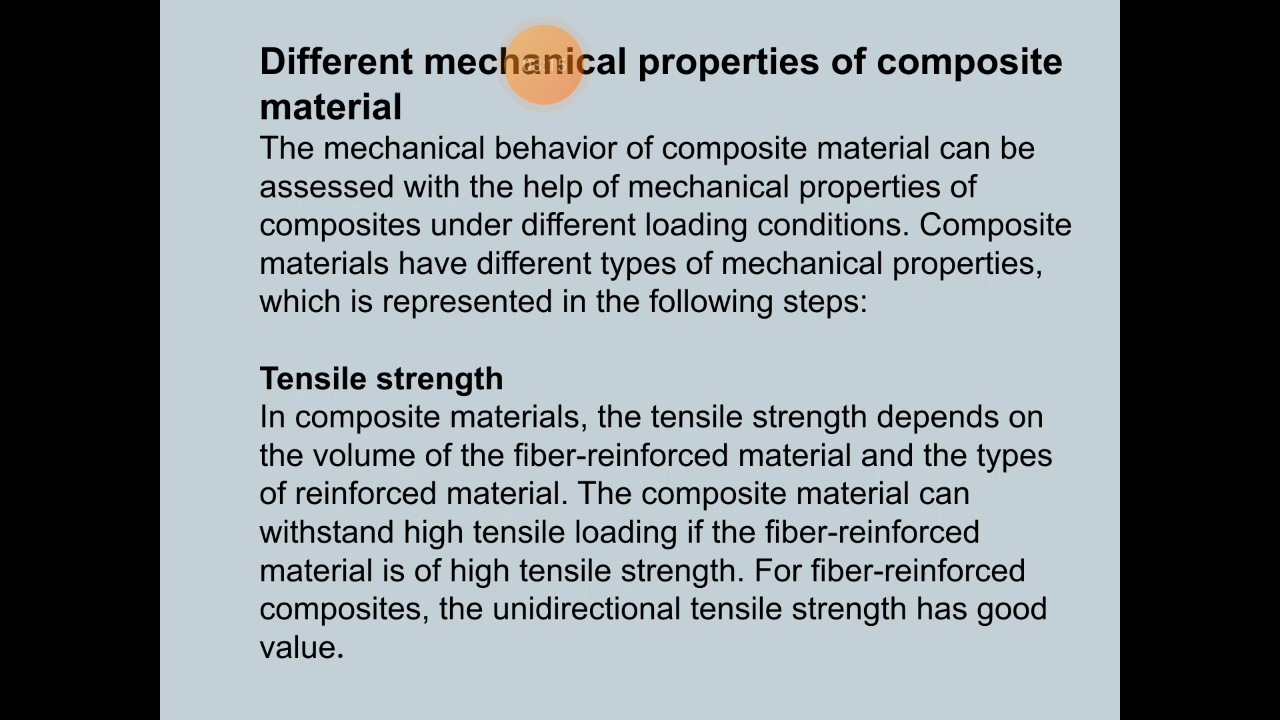 Different mechanical properties of composite
material
The mechanical behavior of composite material can be
assessed with the help of mechanical properties of
composites under different loading conditions. Composite
materials have different types of mechanical properties,
which is represented in the following steps:
Tensile strength
In composite materials, the tensile strength depends on
the volume of the fiber-reinforced material and the types
of reinforced material. The composite material can
withstand high tensile loading if the fiber-reinforced
material is of high tensile strength. For fiber-reinforced
composites, the unidirectional tensile strength has good
value.